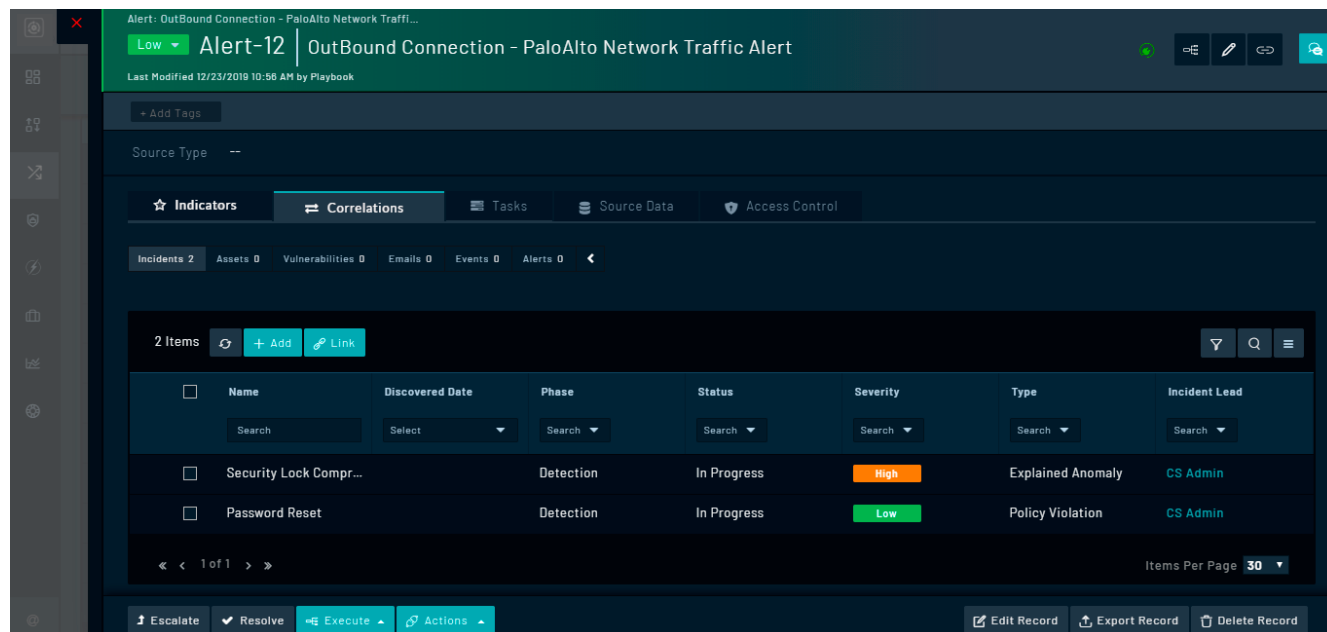 Alert: OutBound Connection - PaloAlto Network Traffi...
Low Alert-12 OutBound Connection - PaloAlto Network Traffic Alert
Last Modified 12/23/2019 10:56 AM by Playbook
+ Add Tags
Source Type --
Indicators Correlations Tasks Source Data Access Control
Incidents 2 Assets 0 Vulnerabilities 0 Emails 0 Events 0 Alerts 0
2 Items + Add Link
Name Discovered Date Phase Status Severity Type Incident Lead
Search Select Search Search Search Search Search
Security Lock Compr... Detection In Progress High Explained Anomaly CS Admin
Password Reset Detection In Progress Low Policy Violation CS Admin
1 of 1 Items Per Page 30
Escalate Resolve Execute Actions Edit Record Export Record Delete Record